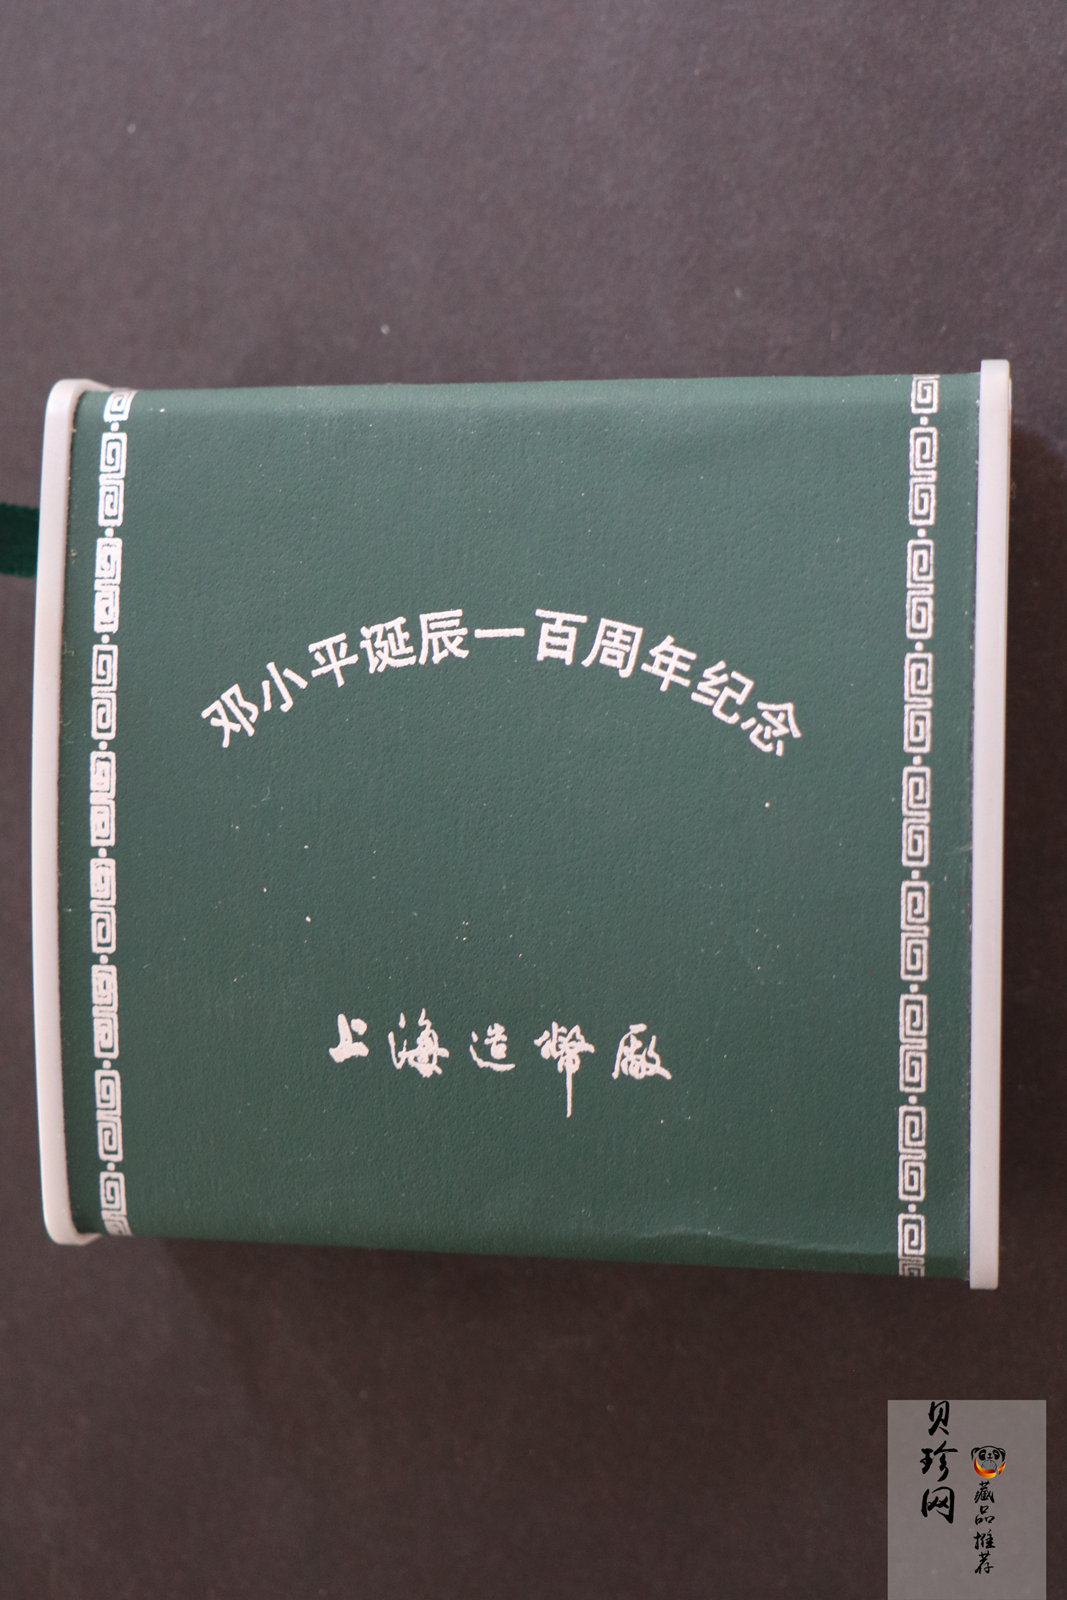 邓小平诞辰一百周年纪念
上海造幣廠
贝珍网
藏品推荐